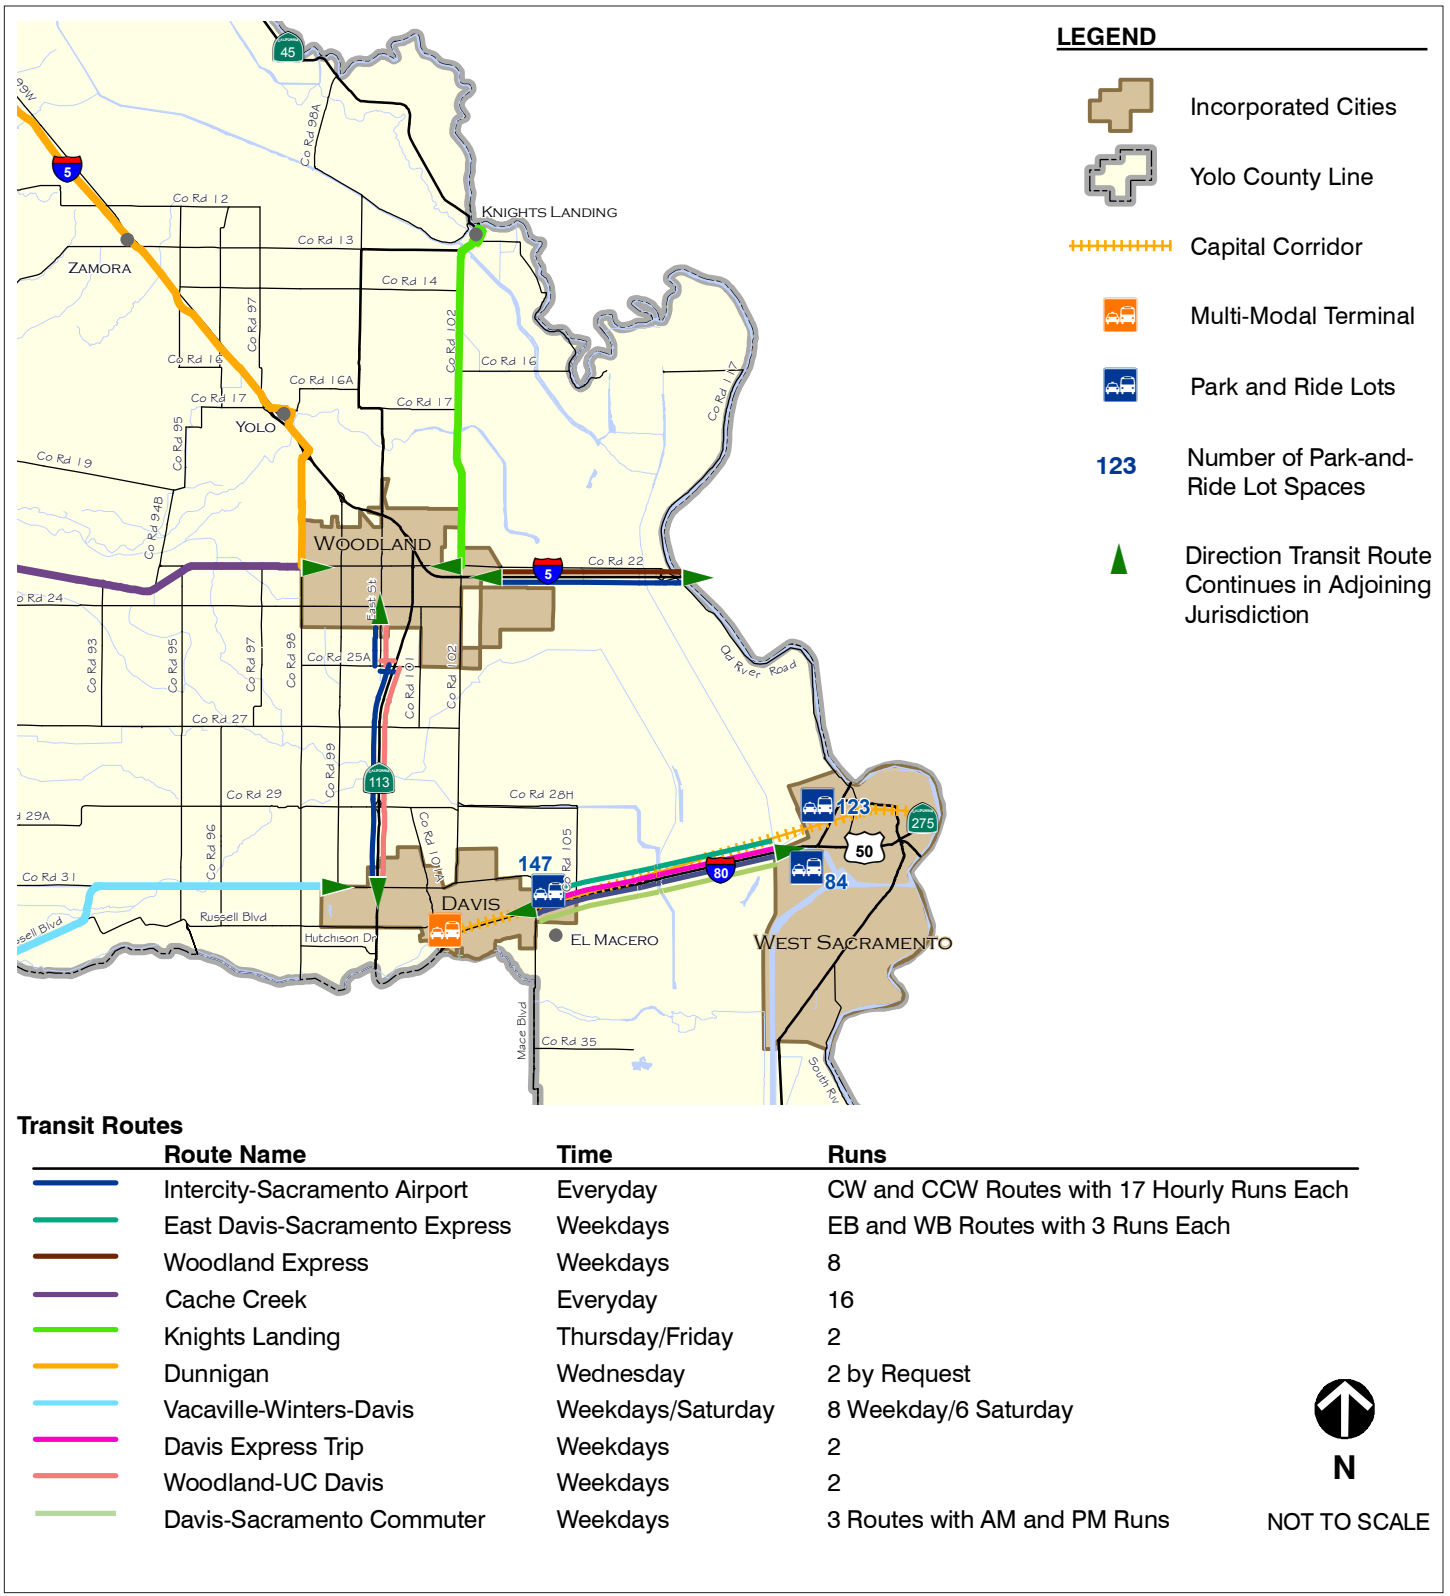 LEGEND
Incorporated Cities
Yolo County Line
Capital Corridor
Multi-Modal Terminal
Park and Ride Lots
123
Number of Park-and-
Ride Lot Spaces
Direction Transit Route
Continues in Adjoining
Jurisdiction
CALIFORNIA
45
99W
Co Rd 98A
5
Co Rd 12
KNIGHTS LANDING
Co Rd 13
ZAMORA
Co Rd 14
Co Rd 97
Co Rd 102
Co Rd 16
Co Rd 16
Co Rd 117
Co Rd 16A
Co Rd 17
Co Rd 17
YOLO
Co Rd 95
Co Rd 19
Co Rd 94B
WOODLAND
Co Rd 22
5
o Rd 24
East St
Co Rd 93
Co Rd 95
Co Rd 97
Co Rd 98
Co Rd 25A
Co Rd 101
Co Rd 102
Old River Road
Co Rd 27
Co Rd 99
CALIFORNIA
113
Co Rd 29
Co Rd 28H
123
CALIFORNIA
275
d 29A
Co Rd 96
Co Rd 101A
Co Rd 105
50
147
80
84
Co Rd 31
DAVIS
Russell Blvd
ssell Blvd
Hutchison Dr
EL MACERO
WEST SACRAMENTO
Mace Blvd
Co Rd 35
South Riv
Transit Routes
Route Name Time Runs
Intercity-Sacramento Airport Everyday CW and CCW Routes with 17 Hourly Runs Each
East Davis-Sacramento Express Weekdays EB and WB Routes with 3 Runs Each
Woodland Express Weekdays 8
Cache Creek Everyday 16
Knights Landing Thursday/Friday 2
Dunnigan Wednesday 2 by Request
Vacaville-Winters-Davis Weekdays/Saturday 8 Weekday/6 Saturday
Davis Express Trip Weekdays 2
Woodland-UC Davis Weekdays 2
Davis-Sacramento Commuter Weekdays 3 Routes with AM and PM Runs
N
NOT TO SCALE